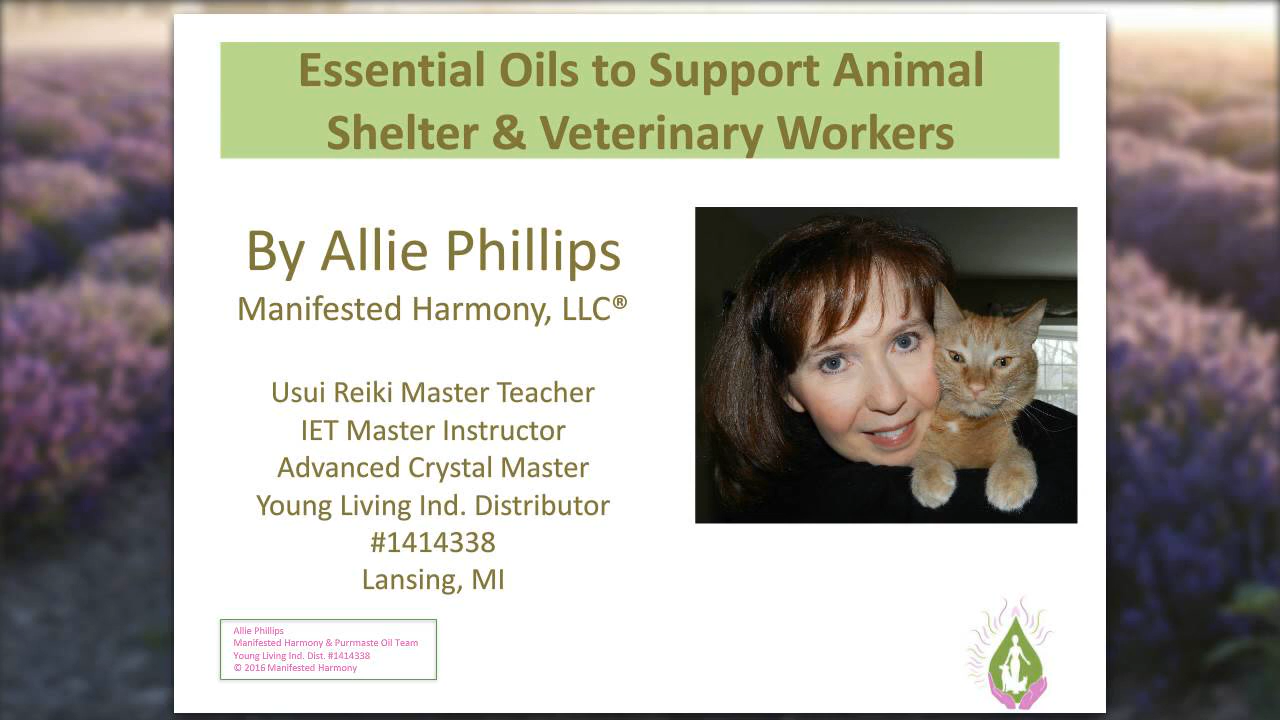 Essential Oils to Support Animal
Shelter & Veterinary Workers
By Allie Phillips
Manifested Harmony, LLC®
Usui Reiki Master Teacher
IET Master Instructor
Advanced Crystal Master
Young Living Ind. Distributor
#1414338
Lansing, MI
Allie Phillips
Manifested Harmony & Purrmaste Oil Team
Young Living Ind. Dist. #1414338
© 2016 Manifested Harmony